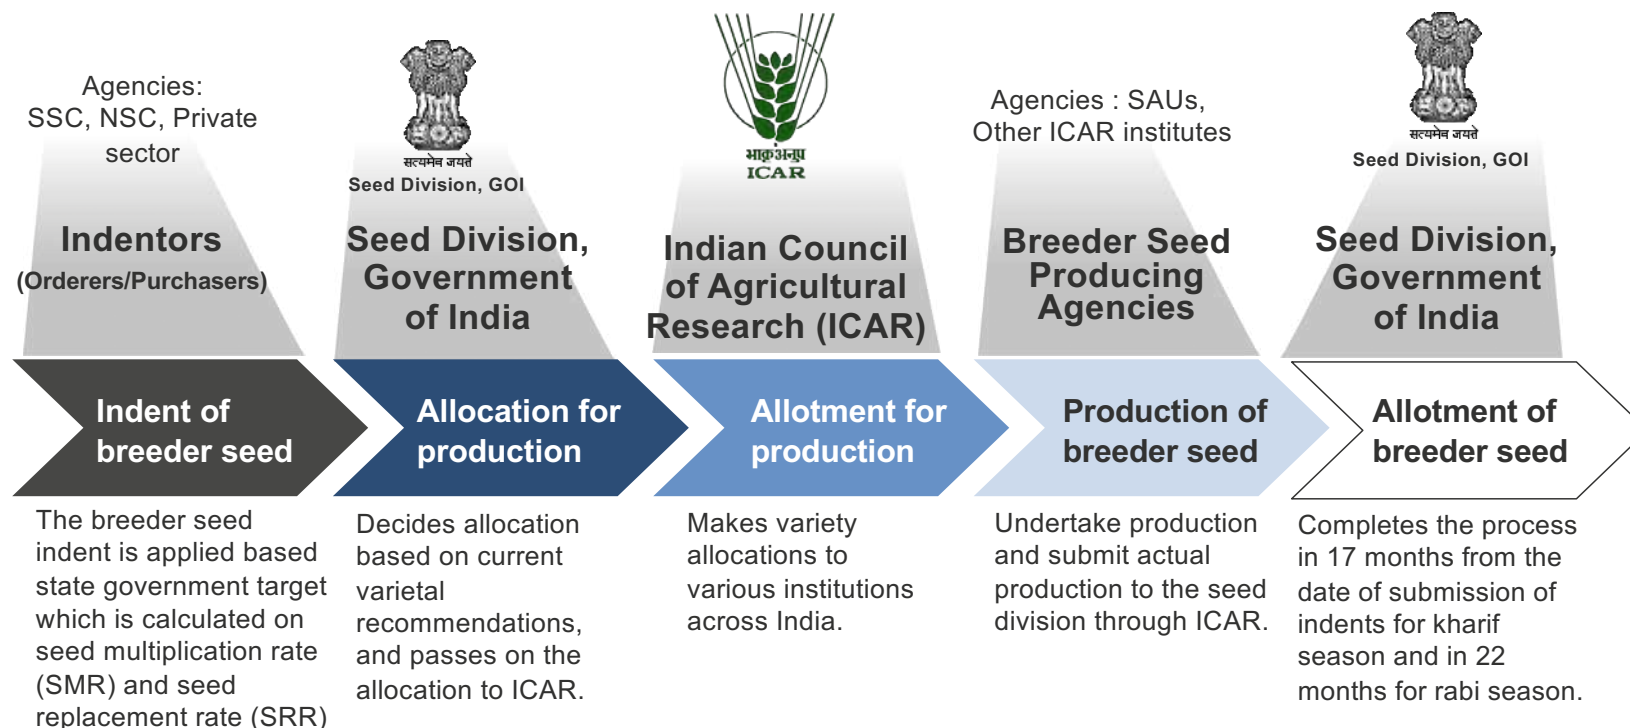 Agencies:
SSC, NSC, Private
sector
Indentors
(Orderers/Purchasers)
Indent of
breeder seed
The breeder seed
indent is applied based
state government target
which is calculated on
seed multiplication rate
(SMR) and seed
replacement rate (SRR)
सत्यमेव जयते
Seed Division, GOI
Seed Division,
Government
of India
Allocation for
production
Decides allocation
based on current
varietal
recommendations,
and passes on the
allocation to ICAR.
भाकृअनुप
ICAR
Indian Council
of Agricultural
Research (ICAR)
Allotment for
production
Makes variety
allocations to
various institutions
across India.
Agencies : SAUs,
Other ICAR institutes
Breeder Seed
Producing
Agencies
Production of
breeder seed
Undertake production
and submit actual
production to the seed
division through ICAR.
सत्यमेव जयते
Seed Division, GOI
Seed Division,
Government
of India
Allotment of
breeder seed
Completes the process
in 17 months from the
date of submission of
indents for kharif
season and in 22
months for rabi season.